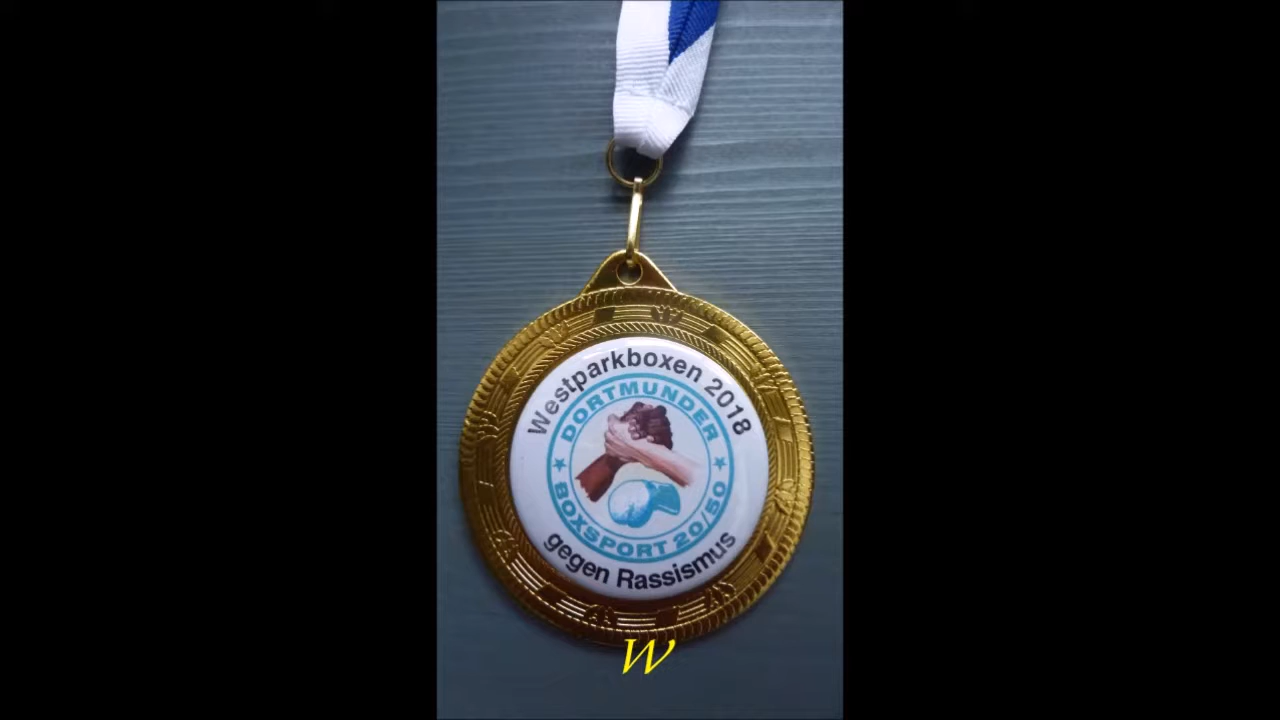 Westparkboxen 2018
DORTMUNDER
BOXSPORT 20/50
gegen Rassismus
W